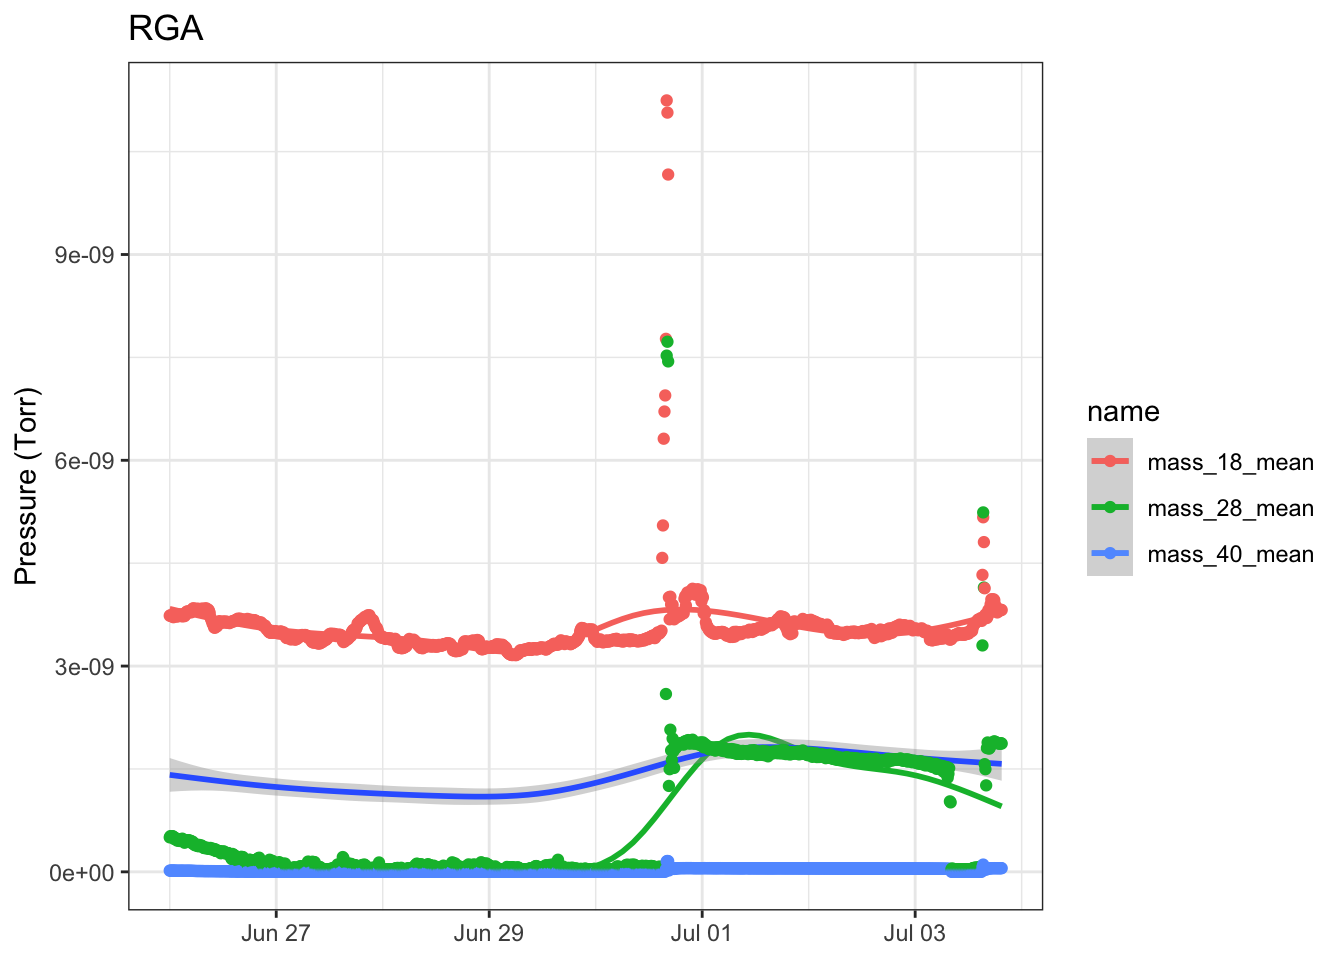 RGA
Pressure (Torr)
9e-09
6e-09
3e-09
0e+00
Jun 27
Jun 29
Jul 01
Jul 03
name
mass_18_mean
mass_28_mean
mass_40_mean